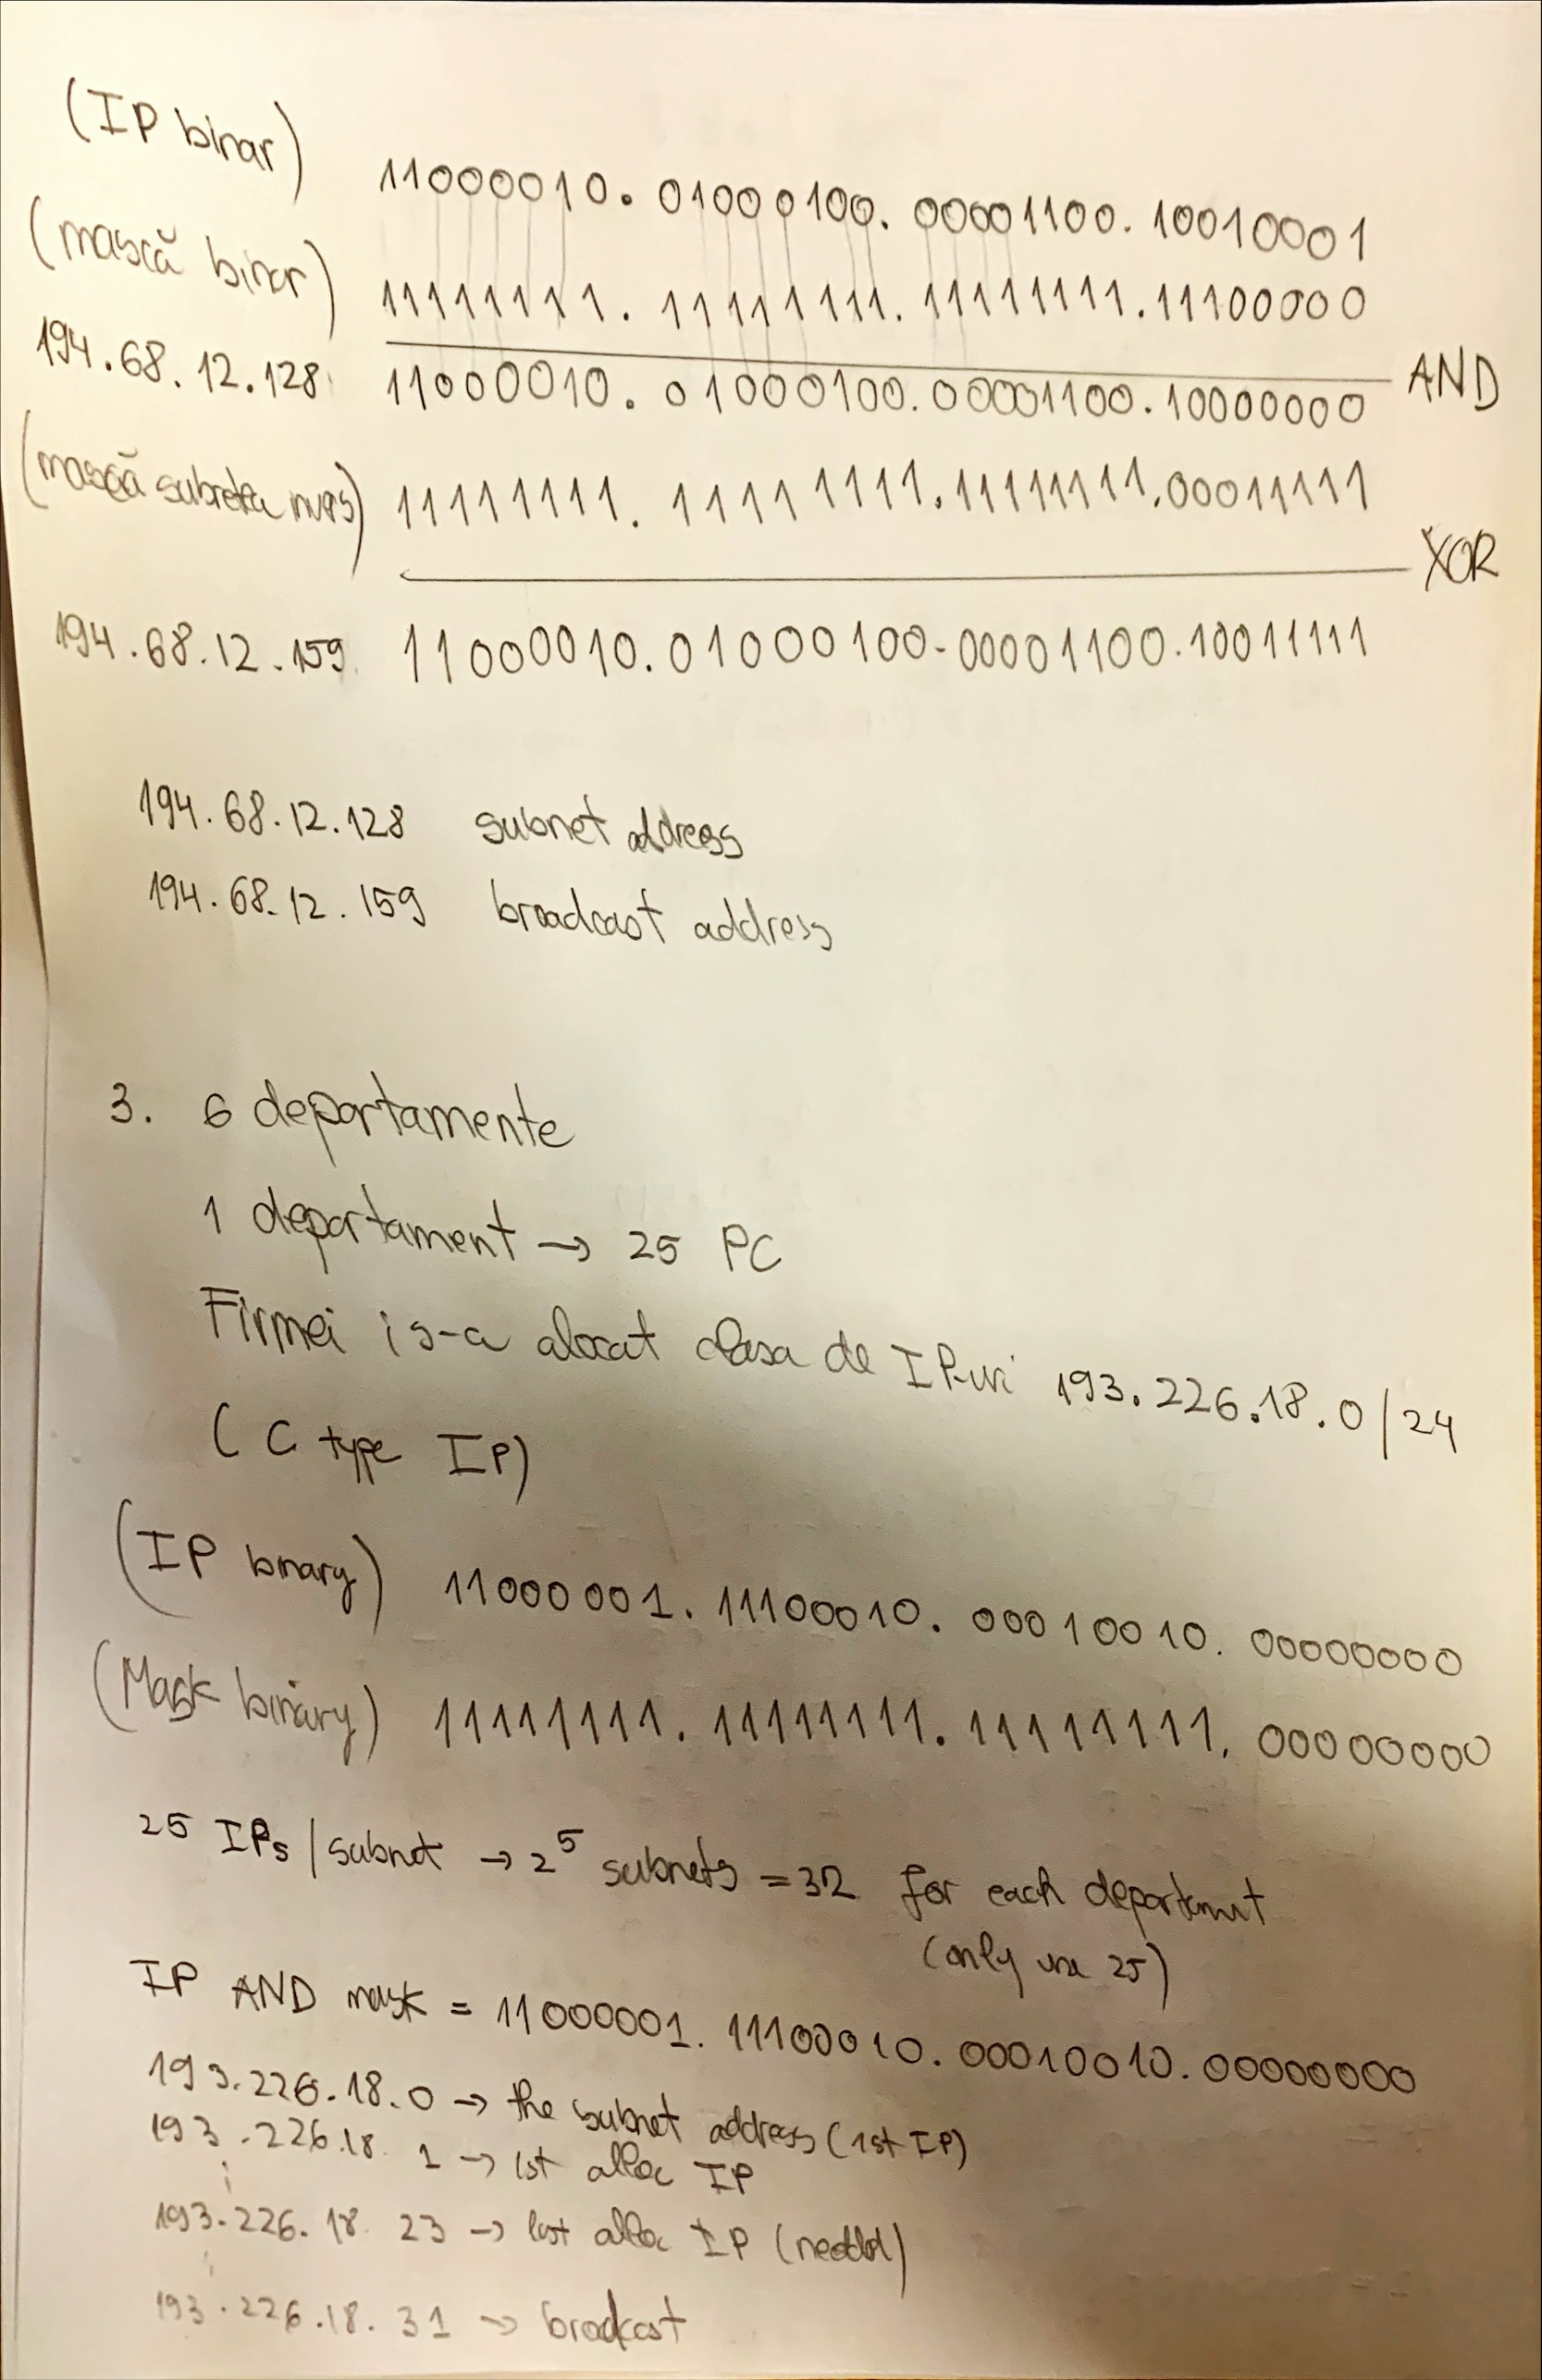 (IP binar) 11000010. 01000100. 00001100. 10010001
(mască binar) 11111111. 11111111. 11111111.11100000
194.68.12.128 11000010. 01000100.00001100.10000000 AND
(mască subrețea invers) 11111111. 11111111.11111111.00011111
XOR
194.68.12.159 11000010.01000100.00001100.10011111
194.68.12.128 subnet address
194.68.12.159 broadcast address
3. 6 departamente
1 departament → 25 PC
Firmei i s-a alocat clasa de IP-uri 193.226.18.0/24
(C type IP)
(IP binary) 11000001. 11100010. 00010010. 00000000
(Mask binary) 11111111. 11111111. 11111111. 00000000
25 IPs/subnet → 2^5 subnets = 32 for each department
(only use 25)
IP AND mask = 11000001. 11100010.00010010.00000000
193.226.18.0 → the subnet address (1st IP)
193.226.18.1 → 1st alloc IP
⋮
193.226.18.23 → last alloc IP
⋮
193.226.18.31 → brodcast